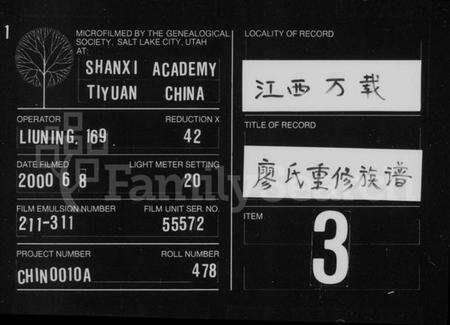 1
MICROFILMED BY THE GENEALOGICAL
SOCIETY, SALT LAKE CITY, UTAH
AT:
SHANXI ACADEMY
TIYUAN CHINA
OPERATOR REDUCTION X
LIUNING, 169 42
DATE FILMED LIGHT METER SETTING
2000 6 8 20
FILM EMULSION NUMBER FILM UNIT SER. NO.
211-311 55572
PROJECT NUMBER ROLL NUMBER
CHIN0010A 478
LOCALITY OF RECORD
江西万载
TITLE OF RECORD
廖氏重修族谱
ITEM
3
FamilySearch